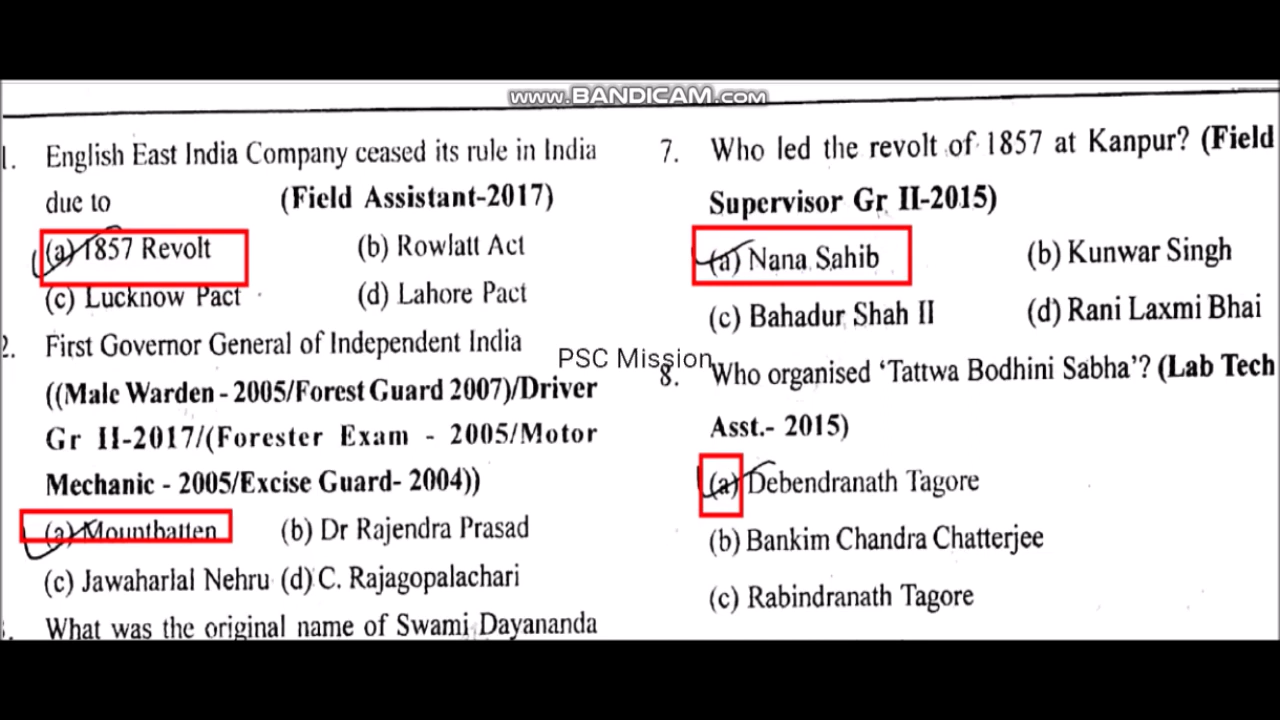 www.BANDICAM.com
1. English East India Company ceased its rule in India
due to (Field Assistant-2017)
(a) 1857 Revolt (b) Rowlatt Act
(c) Lucknow Pact (d) Lahore Pact
2. First Governor General of Independent India
((Male Warden - 2005/Forest Guard 2007)/Driver
Gr II-2017/(Forester Exam - 2005/Motor
Mechanic - 2005/Excise Guard- 2004))
(a) Mountbatten (b) Dr Rajendra Prasad
(c) Jawaharlal Nehru (d) C. Rajagopalachari
What was the original name of Swami Dayananda
PSC Mission
7. Who led the revolt of 1857 at Kanpur? (Field
Supervisor Gr II-2015)
(a) Nana Sahib (b) Kunwar Singh
(c) Bahadur Shah II (d) Rani Laxmi Bhai
8. Who organised ‘Tattwa Bodhini Sabha’? (Lab Tech
Asst.- 2015)
(a) Debendranath Tagore
(b) Bankim Chandra Chatterjee
(c) Rabindranath Tagore